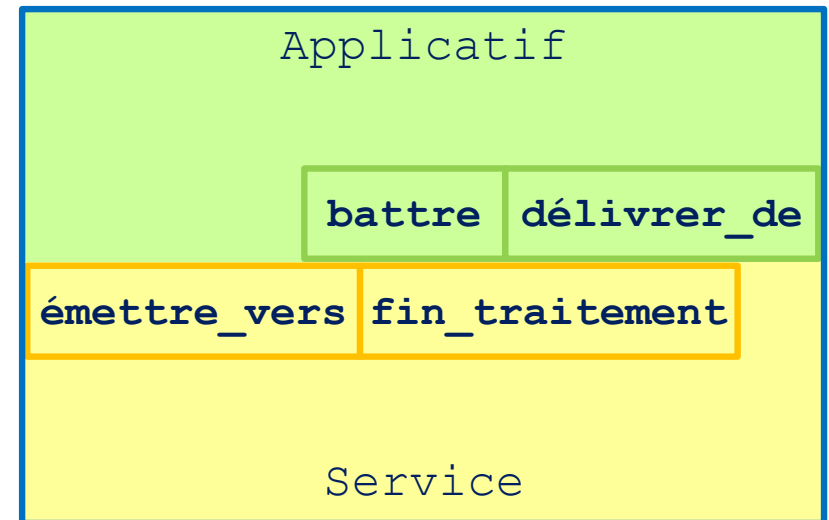 Applicatif
battre délivrer_de
émettre_vers fin_traitement
Service